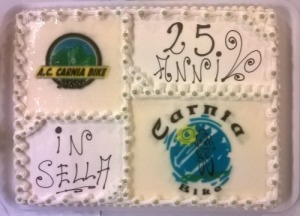 A.C. CARNIA BIKE
25.
ANNI
in
SELLA
Carnia
Bike